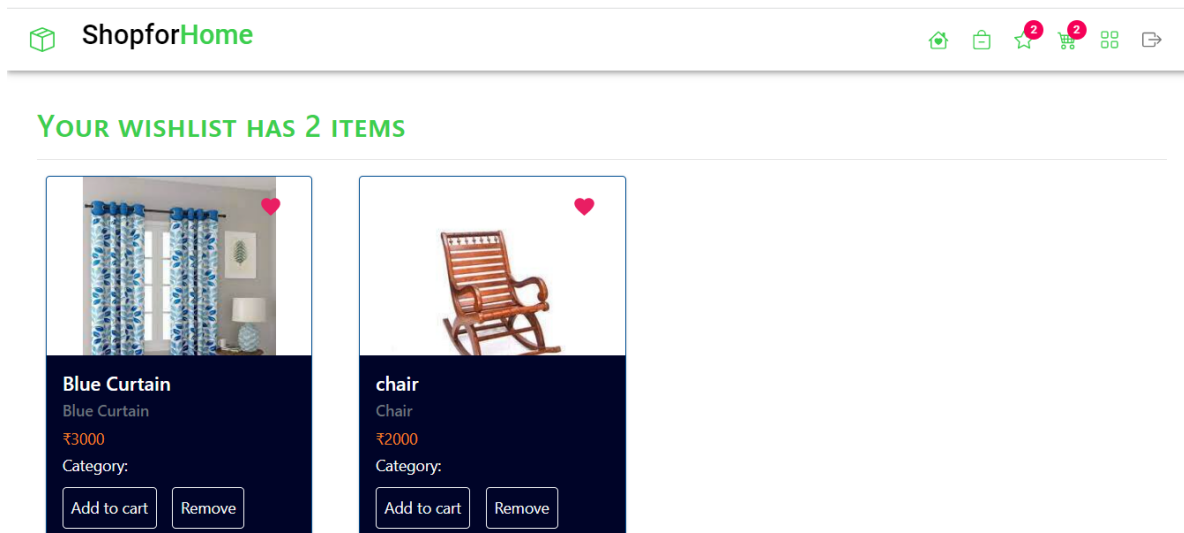 ShopforHome
2
2
Your wishlist has 2 items
Blue Curtain
Blue Curtain
₹3000
Category:
Add to cart Remove
chair
Chair
₹2000
Category:
Add to cart Remove